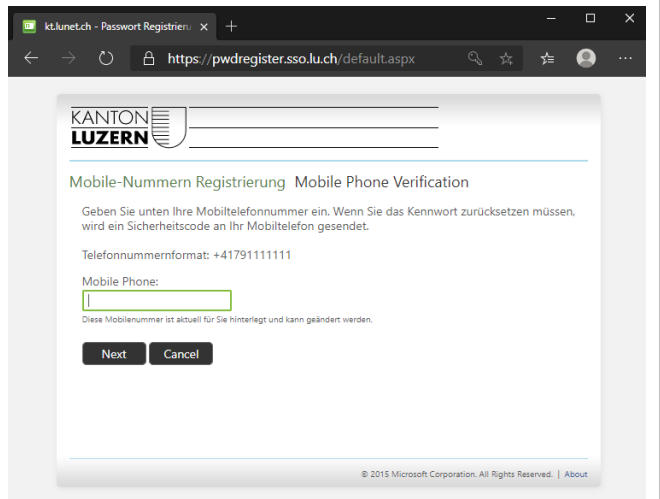 kt.lunet.ch - Passwort Registrieru
https://pwdregister.sso.lu.ch/default.aspx
KANTON
LUZERN
Mobile-Nummern Registrierung Mobile Phone Verification
Geben Sie unten Ihre Mobiltelefonnummer ein. Wenn Sie das Kennwort zurücksetzen müssen,
wird ein Sicherheitscode an Ihr Mobiltelefon gesendet.
Telefonnummernformat: +41791111111
Mobile Phone:
Diese Mobilenummer ist aktuell für Sie hinterlegt und kann geändert werden.
Next Cancel
© 2015 Microsoft Corporation. All Rights Reserved. | About